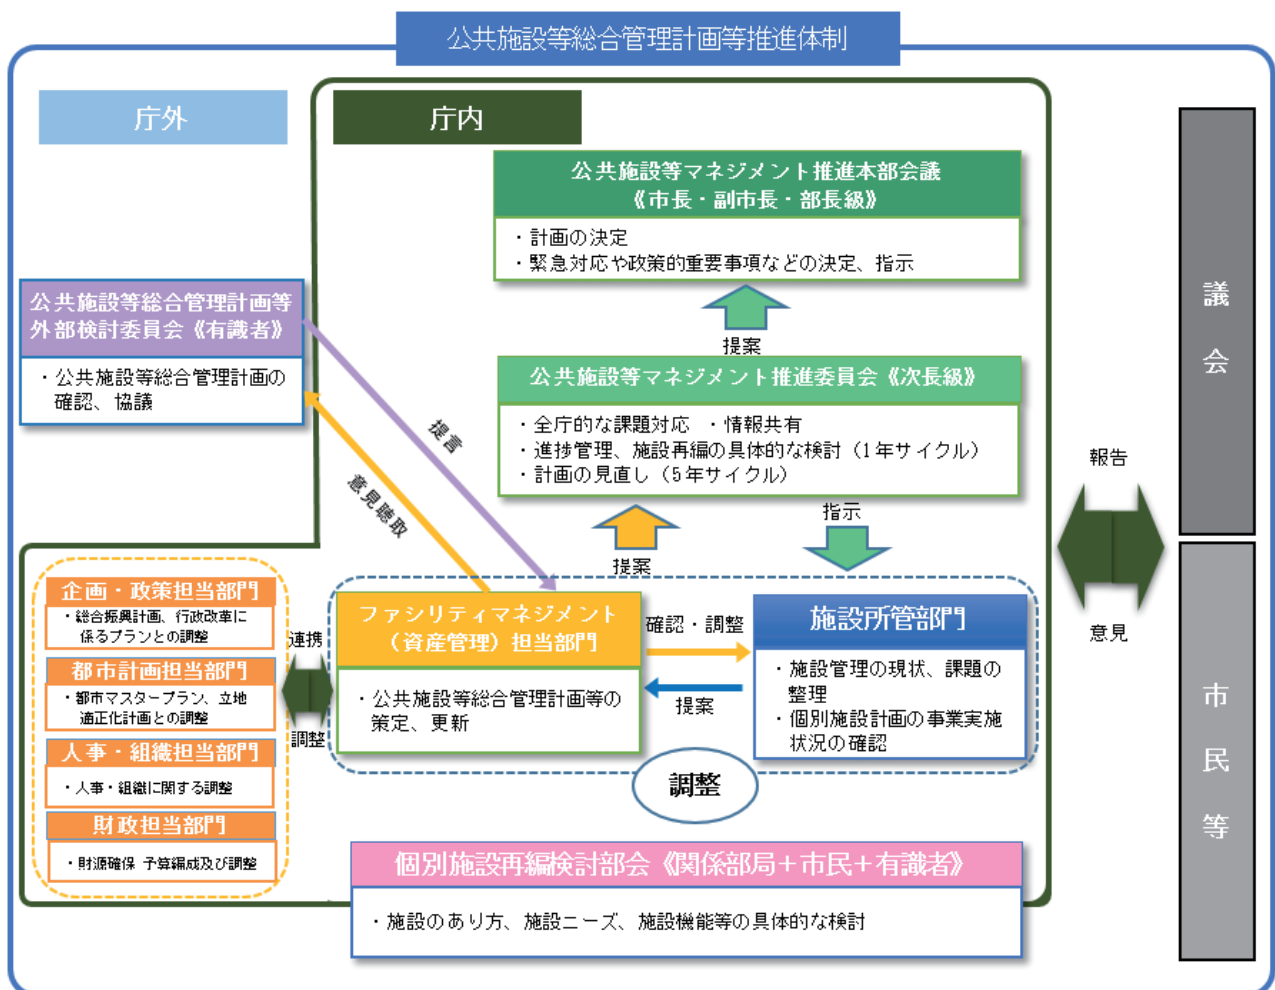 公共施設等総合管理計画等推進体制
庁外
庁内
公共施設等マネジメント推進本部会議
《市長・副市長・部長級》
・計画の決定
・緊急対応や政策的重要事項などの決定、指示
公共施設等総合管理計画等
外部検討委員会《有識者》
・公共施設等総合管理計画の
確認、協議
提案
公共施設等マネジメント推進委員会《次長級》
・全庁的な課題対応 ・情報共有
・進捗管理、施設再編の具体的な検討（1年サイクル）
・計画の見直し（5年サイクル）
提言
意見聴取
提案
指示
企画・政策担当部門
・総合振興計画、行政改革に
係るプランとの調整
都市計画担当部門
・都市マスタープラン、立地
適正化計画との調整
人事・組織担当部門
・人事・組織に関する調整
財政担当部門
・財源確保 予算編成及び調整
連携
調整
ファシリティマネジメント
（資産管理）担当部門
・公共施設等総合管理計画等の
策定、更新
確認・調整
提案
施設所管部門
・施設管理の現状、課題の
整理
・個別施設計画の事業実施
状況の確認
調整
個別施設再編検討部会《関係部局＋市民＋有識者》
・施設のあり方、施設ニーズ、施設機能等の具体的な検討
報告
意見
議会
市民等